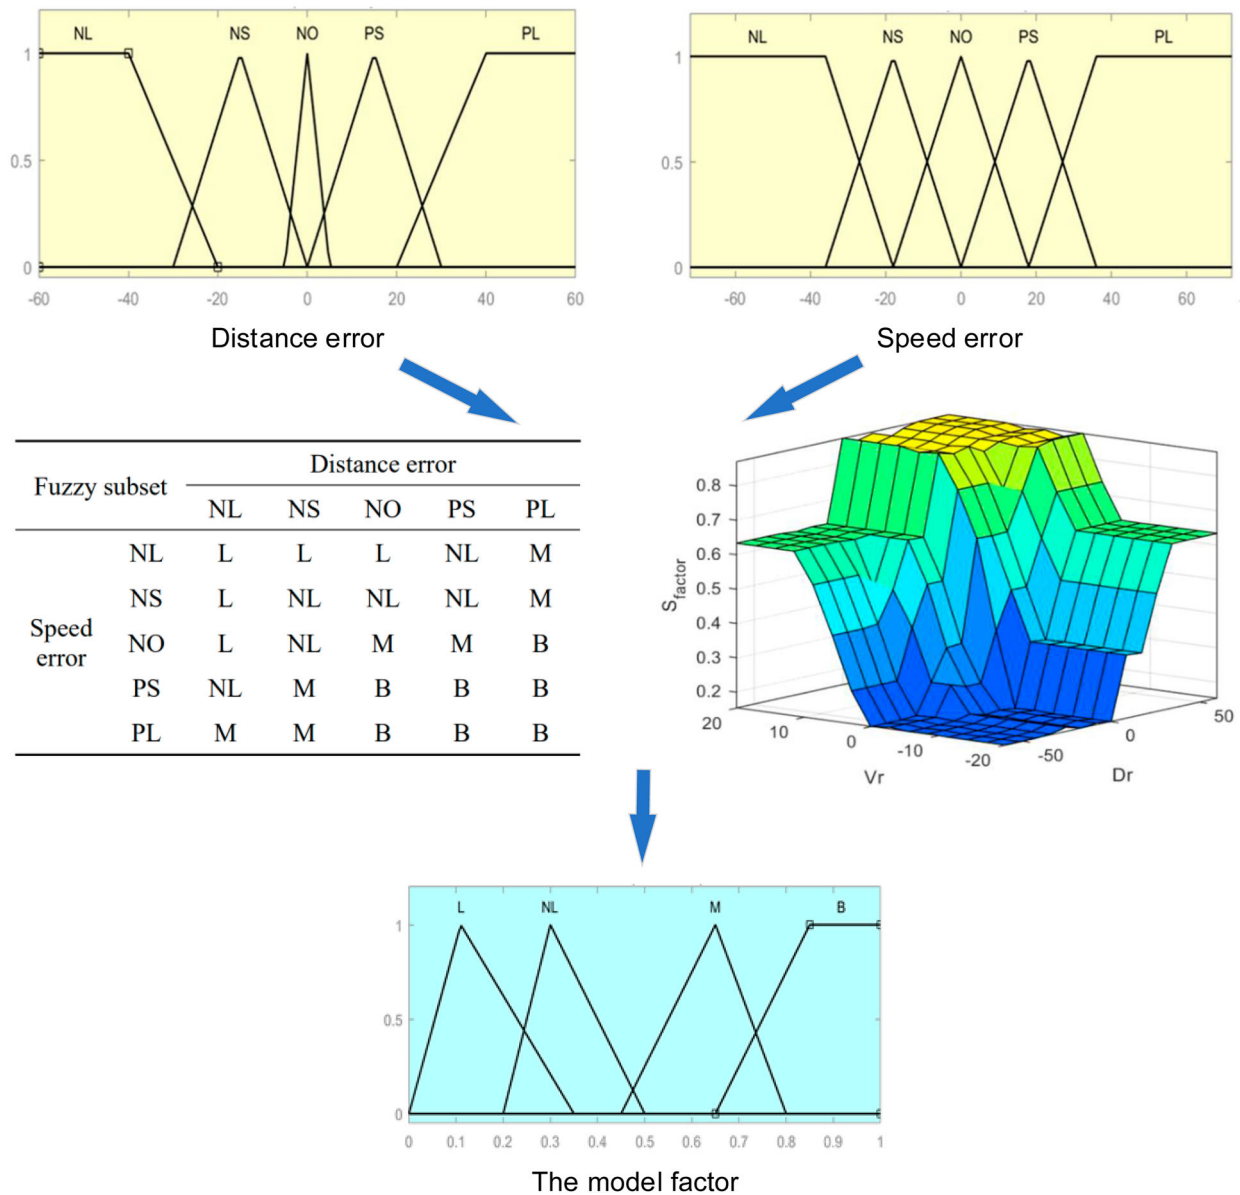 NL NS NO PS PL
1
0.5
0
-60 -40 -20 0 20 40 60
Distance error
NL NS NO PS PL
1
0.5
0
-60 -40 -20 0 20 40 60
Speed error
Fuzzy subset
Distance error
NL NS NO PS PL
Speed error
NL L L L NL M
NS L NL NL NL M
NO L NL M M B
PS NL M B B B
PL M M B B B
S_factor
0.8
0.7
0.6
0.5
0.4
0.3
0.2
20 10 0 -10 -20
Vr
-50 0 50
Dr
L NL M B
1
0.5
0
0 0.1 0.2 0.3 0.4 0.5 0.6 0.7 0.8 0.9 1
The model factor